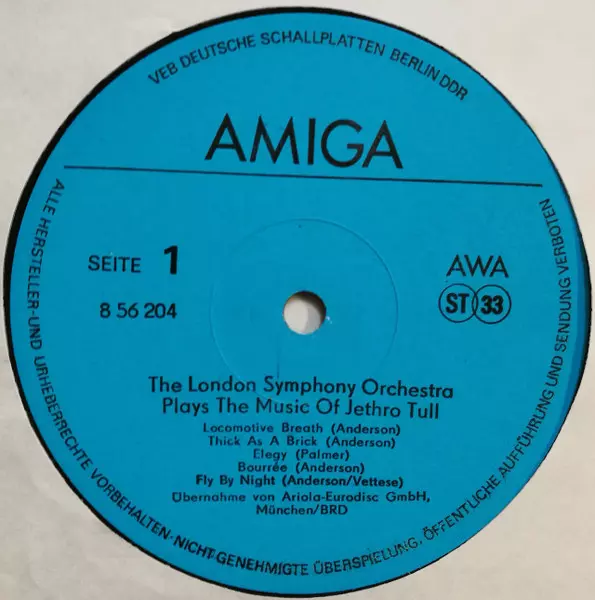 VEB DEUTSCHE SCHALLPLATTEN BERLIN DDR
AMIGA
SEITE 1
AWA
8 56 204
ST 33
The London Symphony Orchestra
Plays The Music Of Jethro Tull
Locomotive Breath (Anderson)
Thick As A Brick (Anderson)
Elegy (Palmer)
Bourrée (Anderson)
Fly By Night (Anderson/Vettese)
Übernahme von Ariola-Eurodisc GmbH,
München/BRD
ALLE HERSTELLER-UND URHEBERRECHTE VORBEHALTEN-NICHT GENEHMIGTE ÜBERSPIELUNG, ÖFFENTLICHE AUFFÜHRUNG UND SENDUNG VERBOTEN